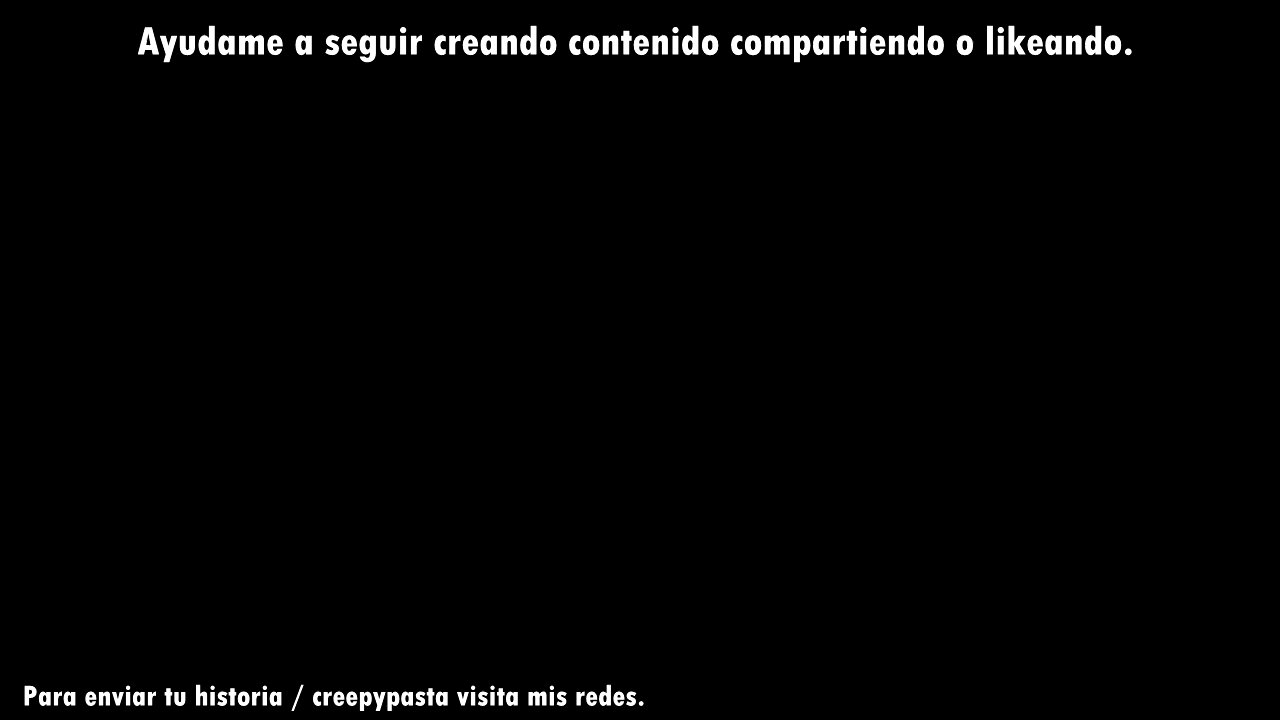 Ayudame a seguir creando contenido compartiendo o likeando.
Para enviar tu historia / creepypasta visita mis redes.